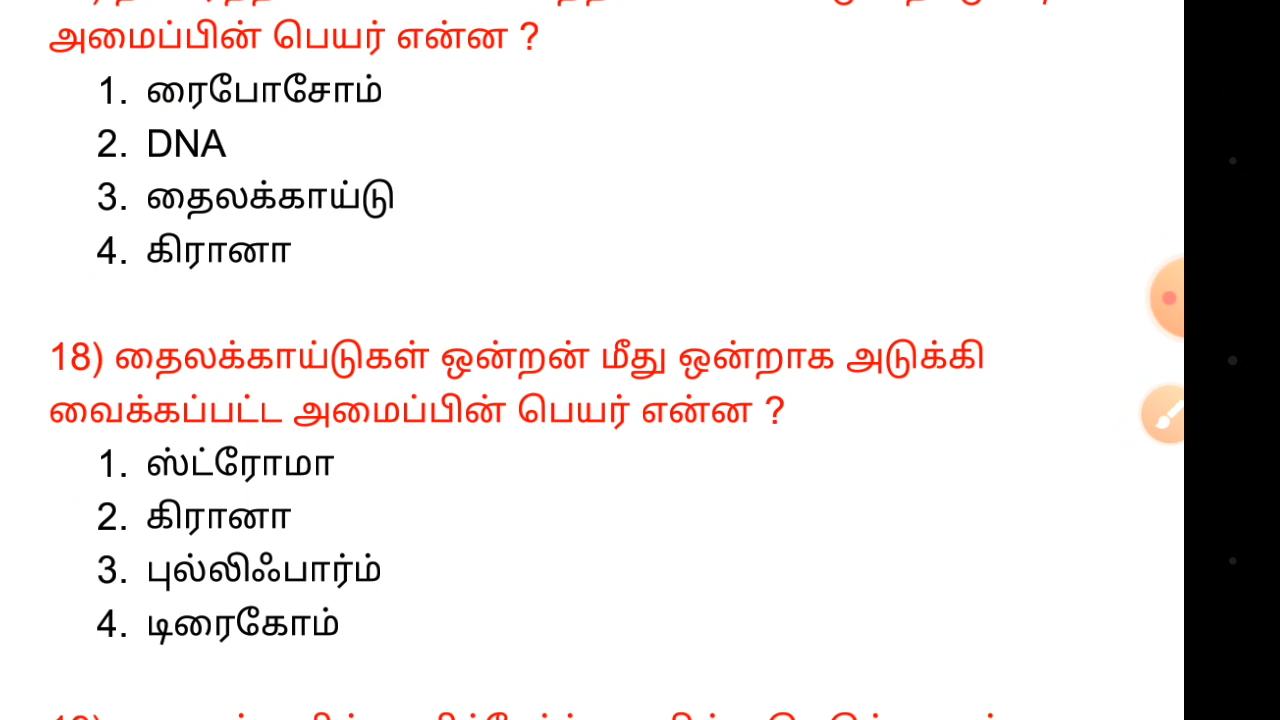 அமைப்பின் பெயர் என்ன ?
1. ரைபோசோம்
2. DNA
3. தைலக்காய்டு
4. கிரானா
18) தைலக்காய்டுகள் ஒன்றன் மீது ஒன்றாக அடுக்கி
வைக்கப்பட்ட அமைப்பின் பெயர் என்ன ?
1. ஸ்ட்ரோமா
2. கிரானா
3. புல்லிஃபார்ம்
4. டிரைகோம்